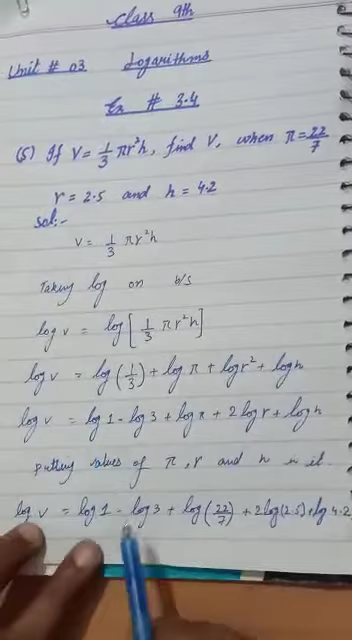 Class 9th
Unit # 03 Logarithms
Ex # 3.4
(5) If V = 1/3 πr²h, find V, when π = 22/7
r = 2.5 and h = 4.2
Sol:-
v = 1/3 πr²h
Taking log on b/s
log v = log[1/3 πr²h]
log v = log(1/3) + log π + log r² + log h
log v = log 1 - log 3 + log π + 2 log r + log h
putting values of π, r and h in it.
log v = log 1 - log 3 + log(22/7) + 2 log(2.5) + log 4.2